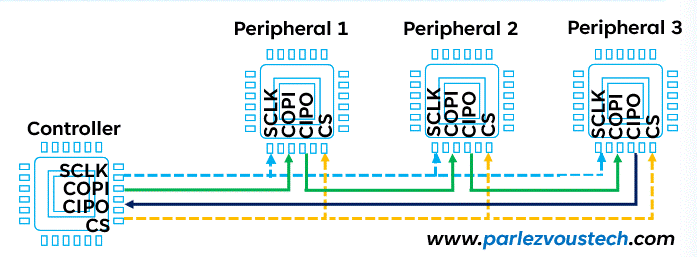 Peripheral 1
Peripheral 2
Peripheral 3
SCLK
COPI
CIPO
CS
SCLK
COPI
CIPO
CS
SCLK
COPI
CIPO
CS
Controller
SCLK
COPI
CIPO
CS
www.parlezvoustech.com